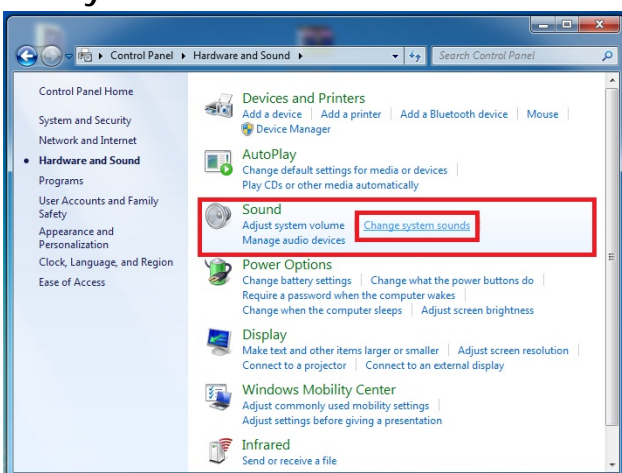 Control Panel ▸ Hardware and Sound ▸
Search Control Panel
Control Panel Home
System and Security
Network and Internet
Hardware and Sound
Programs
User Accounts and Family
Safety
Appearance and
Personalization
Clock, Language, and Region
Ease of Access
Devices and Printers
Add a device | Add a printer | Add a Bluetooth device | Mouse |
Device Manager
AutoPlay
Change default settings for media or devices |
Play CDs or other media automatically
Sound
Adjust system volume | Change system sounds
Manage audio devices
Power Options
Change battery settings | Change what the power buttons do |
Require a password when the computer wakes |
Change when the computer sleeps | Adjust screen brightness
Display
Make text and other items larger or smaller | Adjust screen resolution |
Connect to a projector | Connect to an external display
Windows Mobility Center
Adjust commonly used mobility settings |
Adjust settings before giving a presentation
Infrared
Send or receive a file